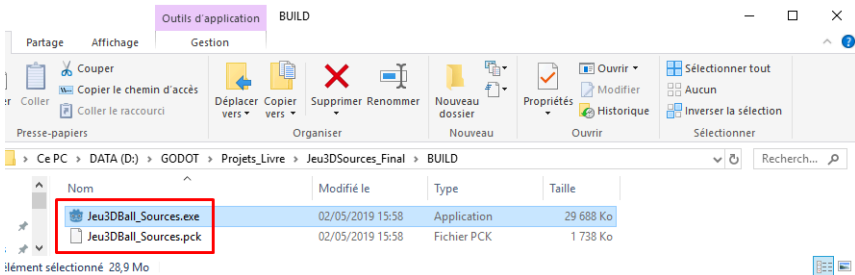 Outils d'application BUILD
Partage Affichage Gestion
Coller
Couper
Copier le chemin d'accès
Coller le raccourci
Presse-papiers
Déplacer vers
Copier vers
Supprimer
Renommer
Organiser
Nouveau dossier
Nouveau
Propriétés
Ouvrir
Modifier
Historique
Ouvrir
Sélectionner tout
Aucun
Inverser la sélection
Sélectionner
Ce PC > DATA (D:) > GODOT > Projets_Livre > Jeu3DSources_Final > BUILD
Recherch...
Nom Modifié le Type Taille
Jeu3DBall_Sources.exe 02/05/2019 15:58 Application 29 688 Ko
Jeu3DBall_Sources.pck 02/05/2019 15:58 Fichier PCK 1 738 Ko
élément sélectionné 28,9 Mo